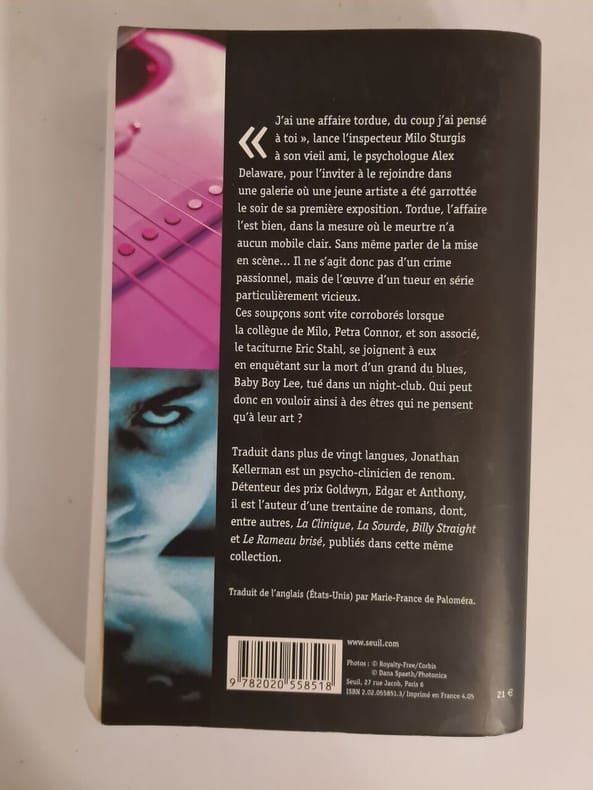 « J'ai une affaire tordue, du coup j'ai pensé
à toi », lance l'inspecteur Milo Sturgis
à son vieil ami, le psychologue Alex
Delaware, pour l'inviter à le rejoindre dans
une galerie où une jeune artiste a été garrottée
le soir de sa première exposition. Tordue, l'affaire
l'est bien, dans la mesure où le meurtre n'a
aucun mobile clair. Sans même parler de la mise
en scène... Il ne s'agit donc pas d'un crime
passionnel, mais de l'œuvre d'un tueur en série
particulièrement vicieux.
Ces soupçons sont vite corroborés lorsque
la collègue de Milo, Petra Connor, et son associé,
le taciturne Eric Stahl, se joignent à eux
en enquêtant sur la mort d'un grand du blues,
Baby Boy Lee, tué dans un night-club. Qui peut
donc en vouloir ainsi à des êtres qui ne pensent
qu'à leur art ?
Traduit dans plus de vingt langues, Jonathan
Kellerman est un psycho-clinicien de renom.
Détenteur des prix Goldwyn, Edgar et Anthony,
il est l'auteur d'une trentaine de romans, dont,
entre autres, La Clinique, La Sourde, Billy Straight
et Le Rameau brisé, publiés dans cette même
collection.
Traduit de l'anglais (États-Unis) par Marie-France de Paloméra.
www.seuil.com
Photos : © Royalty-Free/Corbis
© Dana Spaeth/Photonica
Seuil, 27 rue Jacob, Paris 6
ISBN 2.02.055851.3/ Imprimé en France 4.05
21 €
9 782020 558518